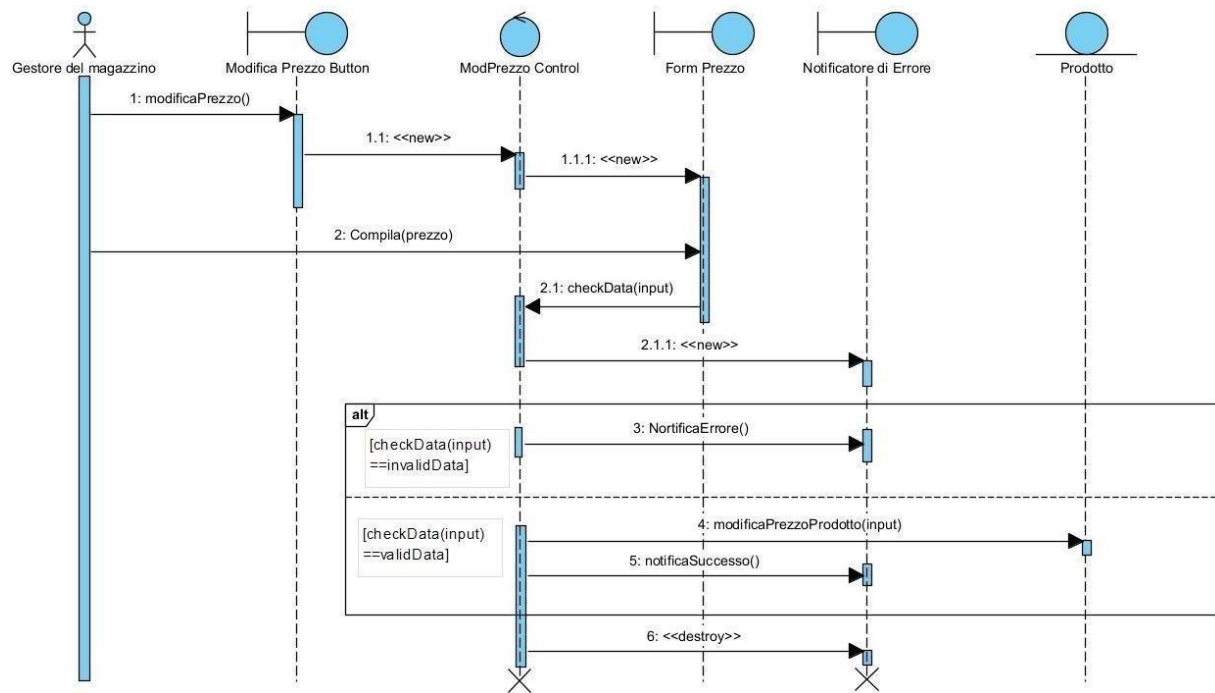 Gestore del magazzino
Modifica Prezzo Button
ModPrezzo Control
Form Prezzo
Notificatore di Errore
Prodotto
1: modificaPrezzo()
1.1: <<new>>
1.1.1: <<new>>
2: Compila(prezzo)
2.1: checkData(input)
2.1.1: <<new>>
alt
[checkData(input)
==invalidData]
3: NortificaErrore()
[checkData(input)
==validData]
4: modificaPrezzoProdotto(input)
5: notificaSuccesso()
6: <<destroy>>